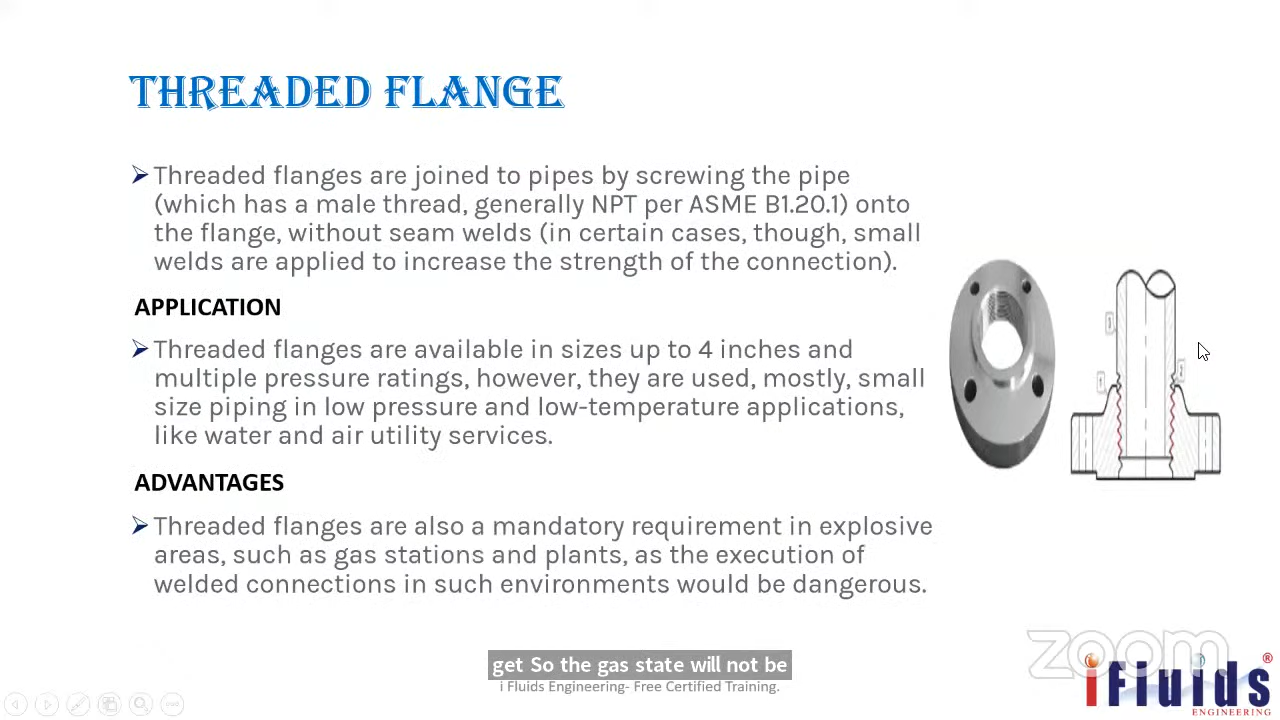 THREADED FLANGE
Threaded flanges are joined to pipes by screwing the pipe
(which has a male thread, generally NPT per ASME B1.20.1) onto
the flange, without seam welds (in certain cases, though, small
welds are applied to increase the strength of the connection).
APPLICATION
Threaded flanges are available in sizes up to 4 inches and
multiple pressure ratings, however, they are used, mostly, small
size piping in low pressure and low-temperature applications,
like water and air utility services.
ADVANTAGES
Threaded flanges are also a mandatory requirement in explosive
areas, such as gas stations and plants, as the execution of
welded connections in such environments would be dangerous.
get So the gas state will not be
i Fluids Engineering- Free Certified Training.
zoom
iFluids®
ENGINEERING